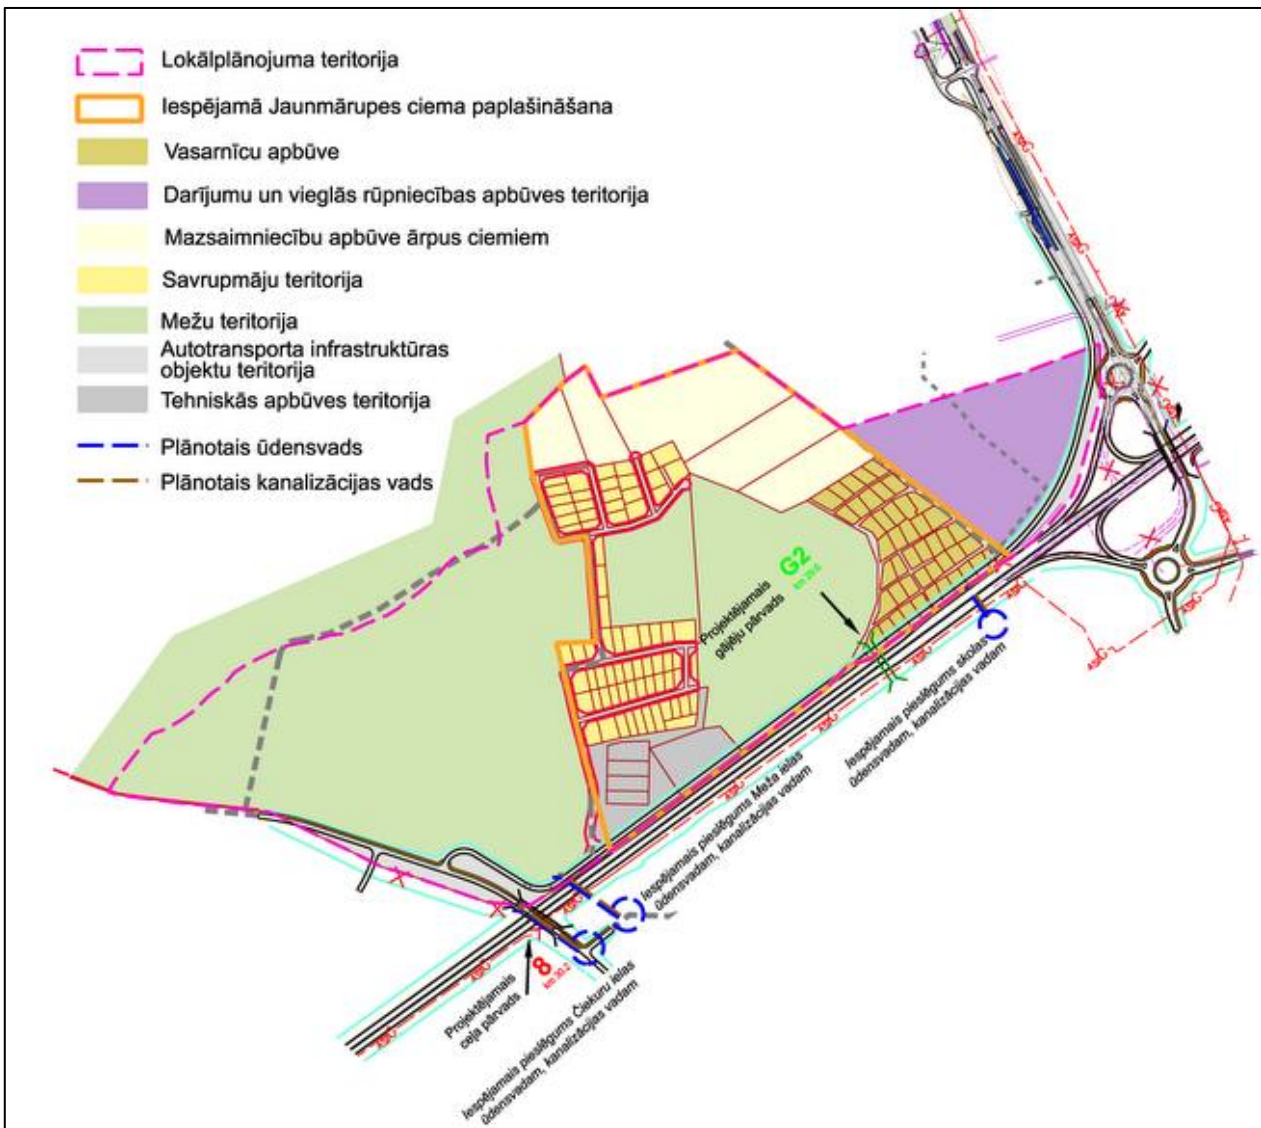 Lokālplānojuma teritorija
Iespējamā Jaunmārupes ciema paplašināšana
Vasarnīcu apbūve
Darījumu un vieglās rūpniecības apbūves teritorija
Mazsaimniecību apbūve ārpus ciemiem
Savrupmāju teritorija
Mežu teritorija
Autotransporta infrastruktūras
objektu teritorija
Tehniskās apbūves teritorija
Plānotais ūdensvads
Plānotais kanalizācijas vads
Projektējamais
gājēju pārvads
G2
Iespējamais pieslēgums skolas
ūdensvadam, kanalizācijas vadam
Iespējamais pieslēgums Meža ielas
ūdensvadam, kanalizācijas vadam
Projektējamais
ceļa pārvads
8
km 30.2
Iespējamais pieslēgums Čiekuru ielas
ūdensvadam, kanalizācijas vadam